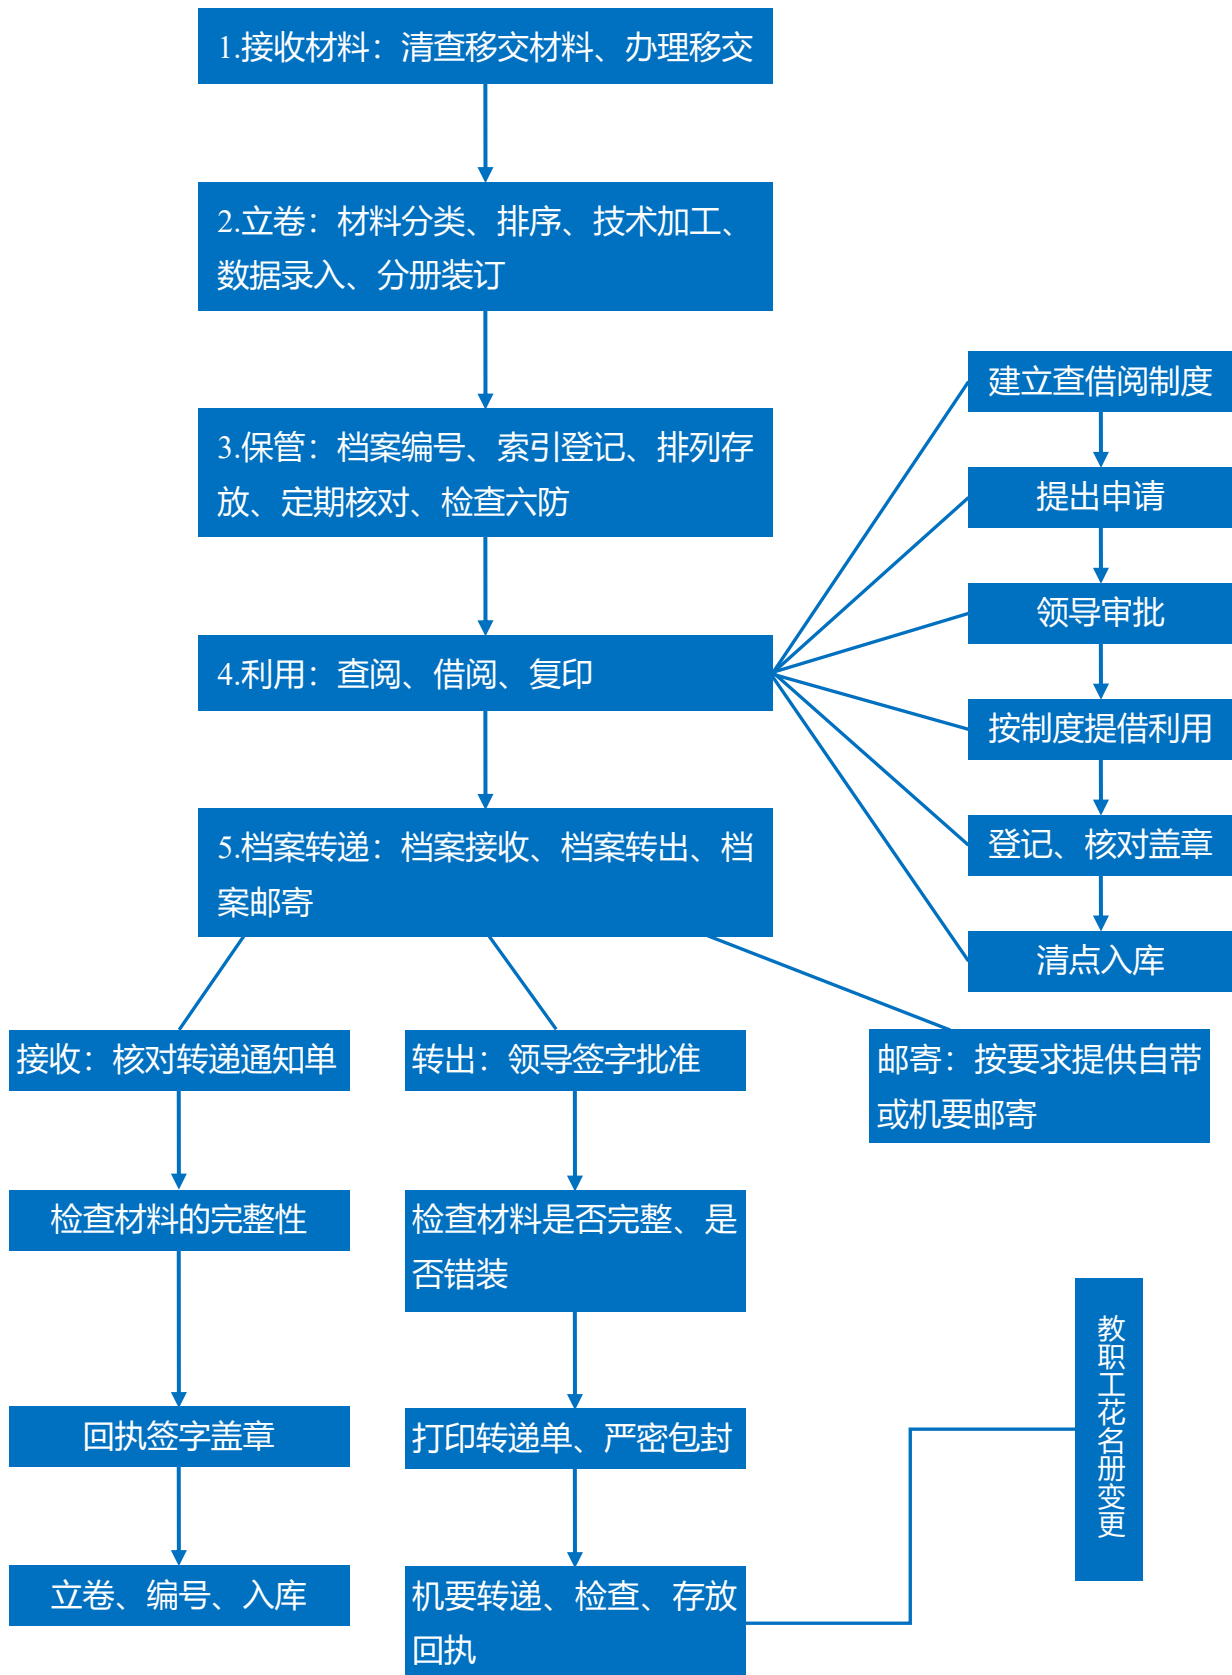 1.接收材料：清查移交材料、办理移交
2.立卷：材料分类、排序、技术加工、
数据录入、分册装订
3.保管：档案编号、索引登记、排列存
放、定期核对、检查六防
4.利用：查阅、借阅、复印
建立查借阅制度
提出申请
领导审批
按制度提借利用
登记、核对盖章
清点入库
5.档案转递：档案接收、档案转出、档
案邮寄
接收：核对转递通知单
检查材料的完整性
回执签字盖章
立卷、编号、入库
转出：领导签字批准
检查材料是否完整、是
否错装
打印转递单、严密包封
机要转递、检查、存放
回执
邮寄：按要求提供自带
或机要邮寄
教职工花名册变更